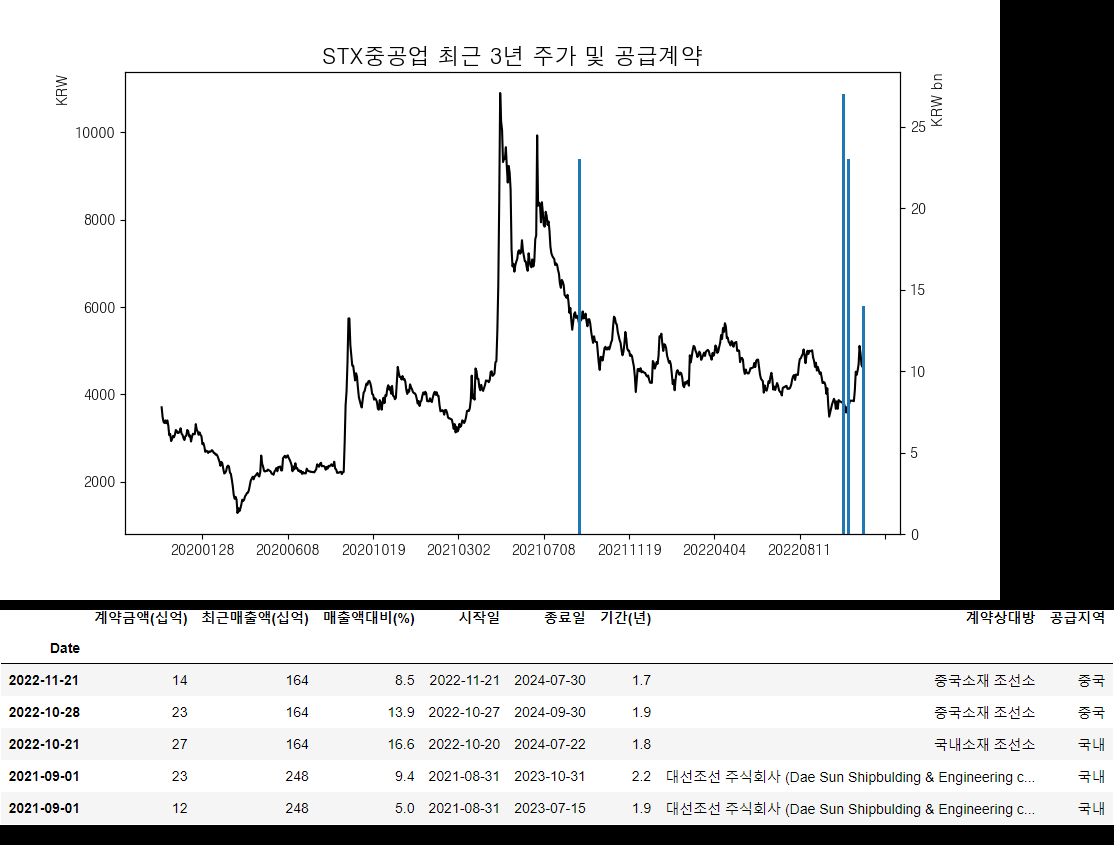 STX중공업 최근 3년 주가 및 공급계약
KRW
KRW bn
10000
8000
6000
4000
2000
25
20
15
10
5
0
20200128 20200608 20201019 20210302 20210708 20211119 20220404 20220811
계약금액(십억) 최근매출액(십억) 매출액대비(%) 시작일 종료일 기간(년) 계약상대방 공급지역
Date
2022-11-21 14 164 8.5 2022-11-21 2024-07-30 1.7 중국소재 조선소 중국
2022-10-28 23 164 13.9 2022-10-27 2024-09-30 1.9 중국소재 조선소 중국
2022-10-21 27 164 16.6 2022-10-20 2024-07-22 1.8 국내소재 조선소 국내
2021-09-01 23 248 9.4 2021-08-31 2023-10-31 2.2 대선조선 주식회사 (Dae Sun Shipbulding & Engineering c... 국내
2021-09-01 12 248 5.0 2021-08-31 2023-07-15 1.9 대선조선 주식회사 (Dae Sun Shipbulding & Engineering c... 국내